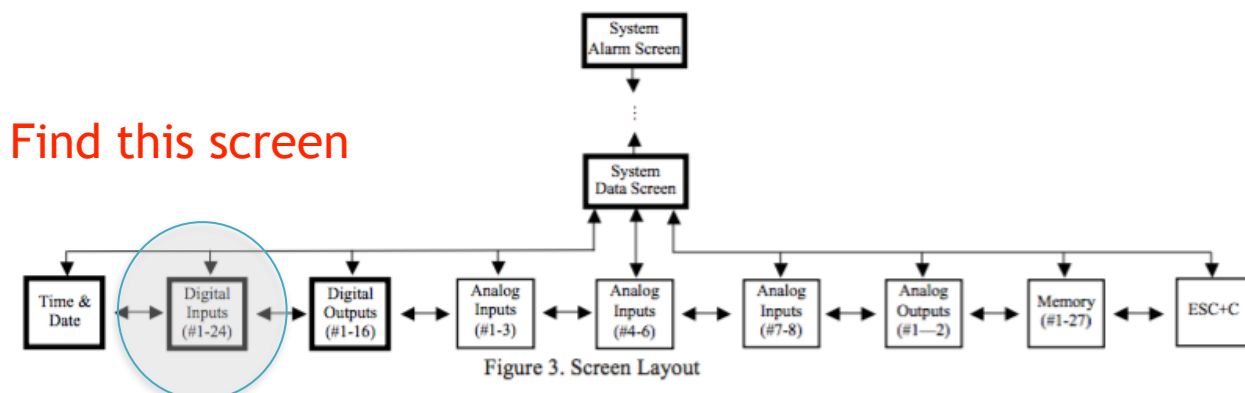 System
Alarm Screen
Find this screen
System
Data Screen
Time &
Date
Digital
Inputs
(#1-24)
Digital
Outputs
(#1-16)
Analog
Inputs
(#1-3)
Analog
Inputs
(#4-6)
Analog
Inputs
(#7-8)
Analog
Outputs
(#1—2)
Memory
(#1-27)
ESC+C
Figure 3. Screen Layout